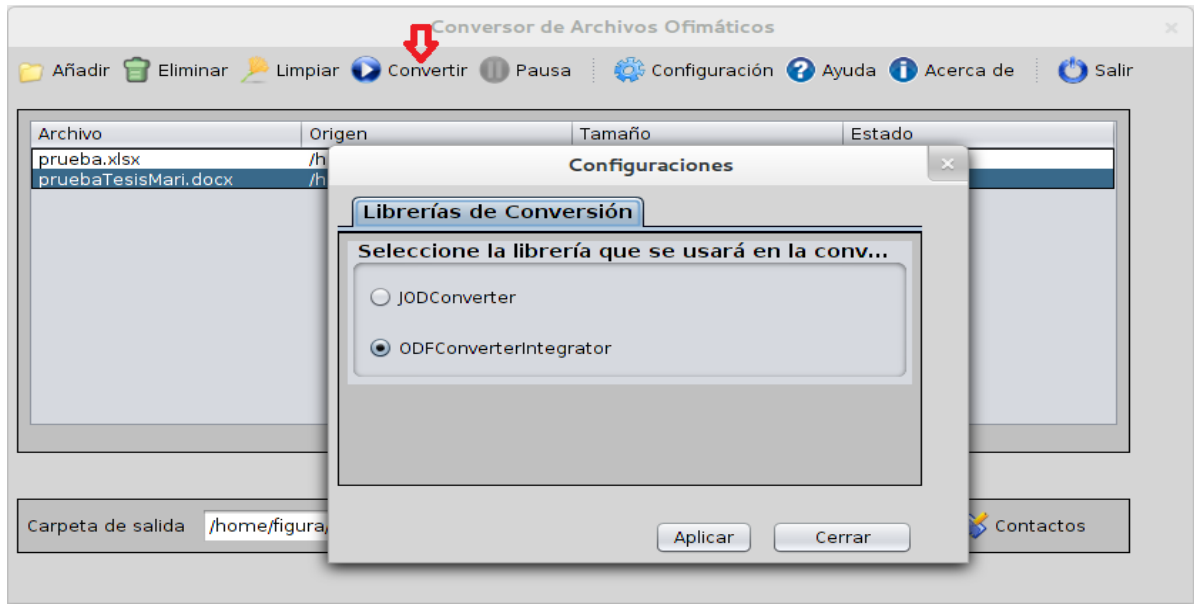 Conversor de Archivos Ofimáticos
Añadir Eliminar Limpiar Convertir Pausa Configuración Ayuda Acerca de Salir
Archivo Origen Tamaño Estado
prueba.xlsx /h
pruebaTesisMari.docx /h
Configuraciones
Librerías de Conversión
Seleccione la librería que se usará en la conv...
JODConverter
ODFConverterIntegrator
Aplicar Cerrar
Carpeta de salida /home/figura/ Contactos